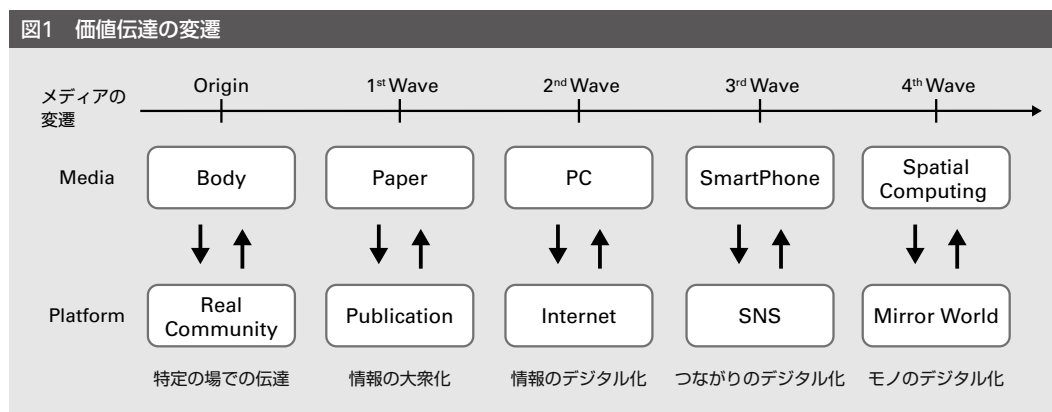 図1 価値伝達の変遷
メディアの
変遷
Origin
1st Wave
2nd Wave
3rd Wave
4th Wave
Media
Body
Paper
PC
SmartPhone
Spatial
Computing
Platform
Real
Community
Publication
Internet
SNS
Mirror World
特定の場での伝達
情報の大衆化
情報のデジタル化
つながりのデジタル化
モノのデジタル化